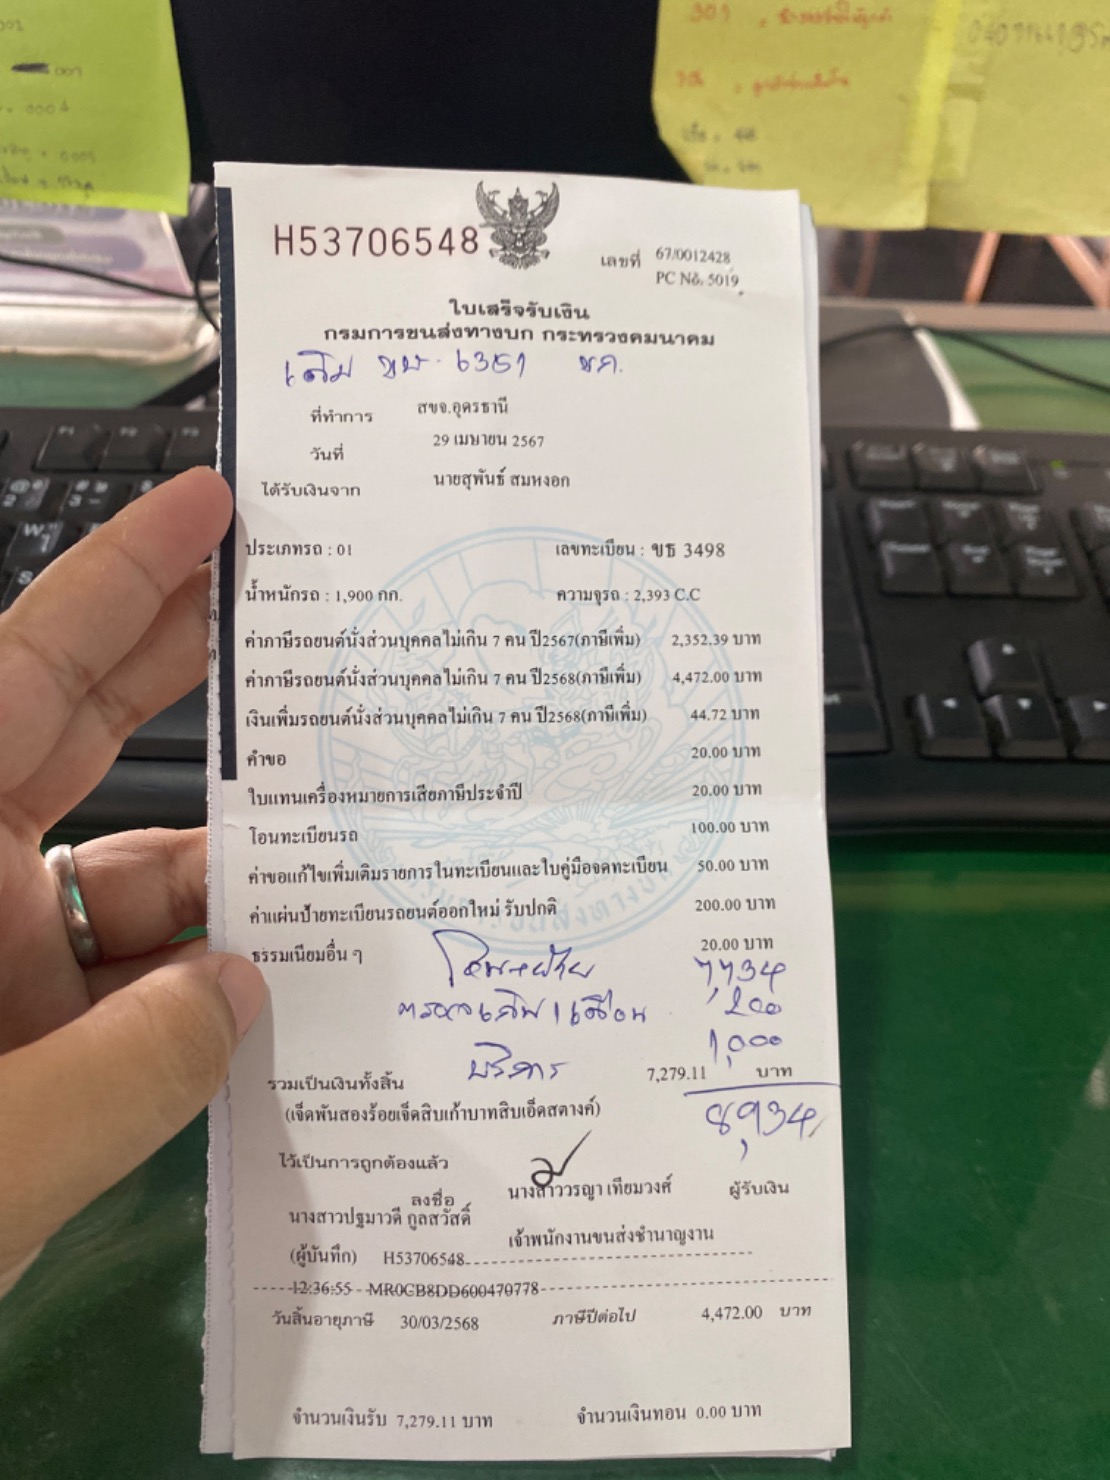 H53706548
เลขที่ 67/0012428
PC No. 5019
ใบเสร็จรับเงิน
กรมการขนส่งทางบก กระทรวงคมนาคม
เดิม 6351 ชค.
ที่ทำการ สขจ.อุดรธานี
วันที่ 29 เมษายน 2567
ได้รับเงินจาก นายสุพันธ์ สมหงอก
ประเภทรถ : 01 เลขทะเบียน : ขธ 3498
น้ำหนักรถ : 1,900 กก. ความจุรถ : 2,393 C.C
ค่าภาษีรถยนต์นั่งส่วนบุคคลไม่เกิน 7 คน ปี2567(ภาษีเพิ่ม) 2,352.39 บาท
ค่าภาษีรถยนต์นั่งส่วนบุคคลไม่เกิน 7 คน ปี2568(ภาษีเพิ่ม) 4,472.00 บาท
เงินเพิ่มรถยนต์นั่งส่วนบุคคลไม่เกิน 7 คน ปี2568(ภาษีเพิ่ม) 44.72 บาท
คำขอ 20.00 บาท
ใบแทนเครื่องหมายการเสียภาษีประจำปี 20.00 บาท
โอนทะเบียนรถ 100.00 บาท
ค่าขอแก้ไขเพิ่มเติมรายการในทะเบียนและใบคู่มือจดทะเบียน 50.00 บาท
ค่าแผ่นป้ายทะเบียนรถยนต์ออกใหม่ รับปกติ 200.00 บาท
ธรรมเนียมอื่น ๆ 20.00 บาท
7,734
200
1,000
บริการ
รวมเป็นเงินทั้งสิ้น 7,279.11 บาท
(เจ็ดพันสองร้อยเจ็ดสิบเก้าบาทสิบเอ็ดสตางค์) 8,934
ไว้เป็นการถูกต้องแล้ว
ลงชื่อ นางสาววรญา เทียมวงศ์ ผู้รับเงิน
นางสาวปฐมาวดี กูลสวัสดิ์ เจ้าพนักงานขนส่งชำนาญงาน
(ผู้บันทึก) H53706548
12:36:55 MR0CB8DD600470778
วันสิ้นอายุภาษี 30/03/2568 ภาษีปีต่อไป 4,472.00 บาท
จำนวนเงินรับ 7,279.11 บาท จำนวนเงินทอน 0.00 บาท